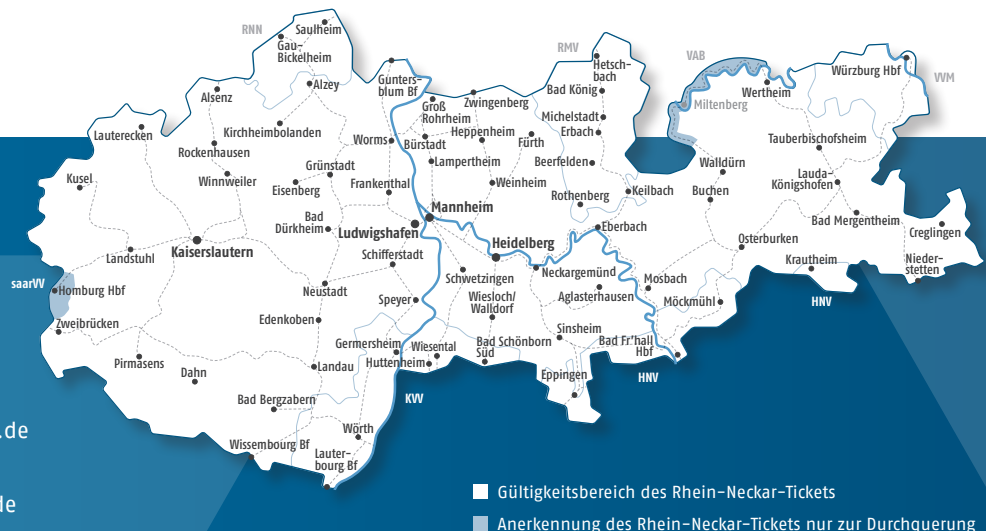 RNN
Saulheim
Gau-
Bickelheim
Alsenz
Alzey
Lauterecken
Kirchheimbolanden
Rockenhausen
Kusel
Winnweiler
Grünstadt
Eisenberg
Bad
Dürkheim
Kaiserslautern
Landstuhl
saarVV
Homburg Hbf
Zweibrücken
Neustadt
Edenkoben
Pirmasens
Dahn
Landau
Bad Bergzabern
Wissembourg Bf
Wörth
Lauter-
bourg Bf
Gunters-
blum Bf
Worms
Frankenthal
Ludwigshafen
Mannheim
Schifferstadt
Speyer
Germersheim
Huttenheim
Wiesental
KVV
Groß
Rohrheim
Zwingenberg
Bürstadt
Heppenheim
Lampertheim
Fürth
Weinheim
Heidelberg
Schwetzingen
Wiesloch/
Walldorf
Bad Schönborn
Süd
RMV
Hetsch-
bach
Bad König
Michelstadt
Erbach
Beerfelden
Rothenberg
Keilbach
Eberbach
Neckargemünd
Aglasterhausen
Sinsheim
Eppingen
Bad Fr.'hall
Hbf
HNV
Mosbach
Möckmühl
VAB
Miltenberg
Wertheim
Würzburg Hbf
VVM
Tauberbischofsheim
Walldürn
Buchen
Lauda-
Königshofen
Bad Mergentheim
Osterburken
Krautheim
HNV
Creglingen
Nieder-
stetten
.de
de
Gültigkeitsbereich des Rhein-Neckar-Tickets
Anerkennung des Rhein-Neckar-Tickets nur zur Durchquerung